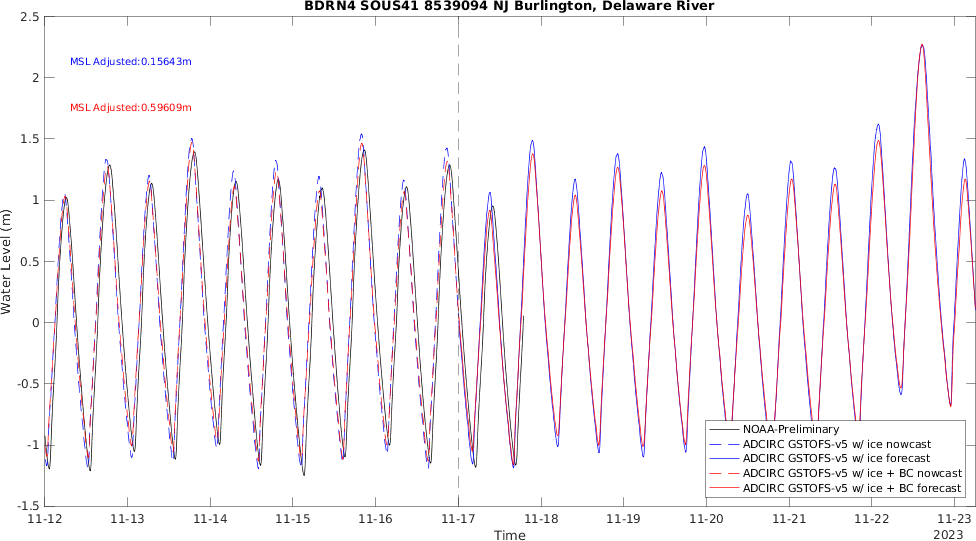 BDRN4 SOUS41 8539094 NJ Burlington, Delaware River
2.5
MSL Adjusted:0.15643m
2
MSL Adjusted:0.59609m
1.5
1
0.5
Water Level (m)
0
-0.5
-1
-1.5
NOAA-Preliminary
ADCIRC GSTOFS-v5 w/ ice nowcast
ADCIRC GSTOFS-v5 w/ ice forecast
ADCIRC GSTOFS-v5 w/ ice + BC nowcast
ADCIRC GSTOFS-v5 w/ ice + BC forecast
11-12 11-13 11-14 11-15 11-16 11-17 11-18 11-19 11-20 11-21 11-22 11-23
Time 2023